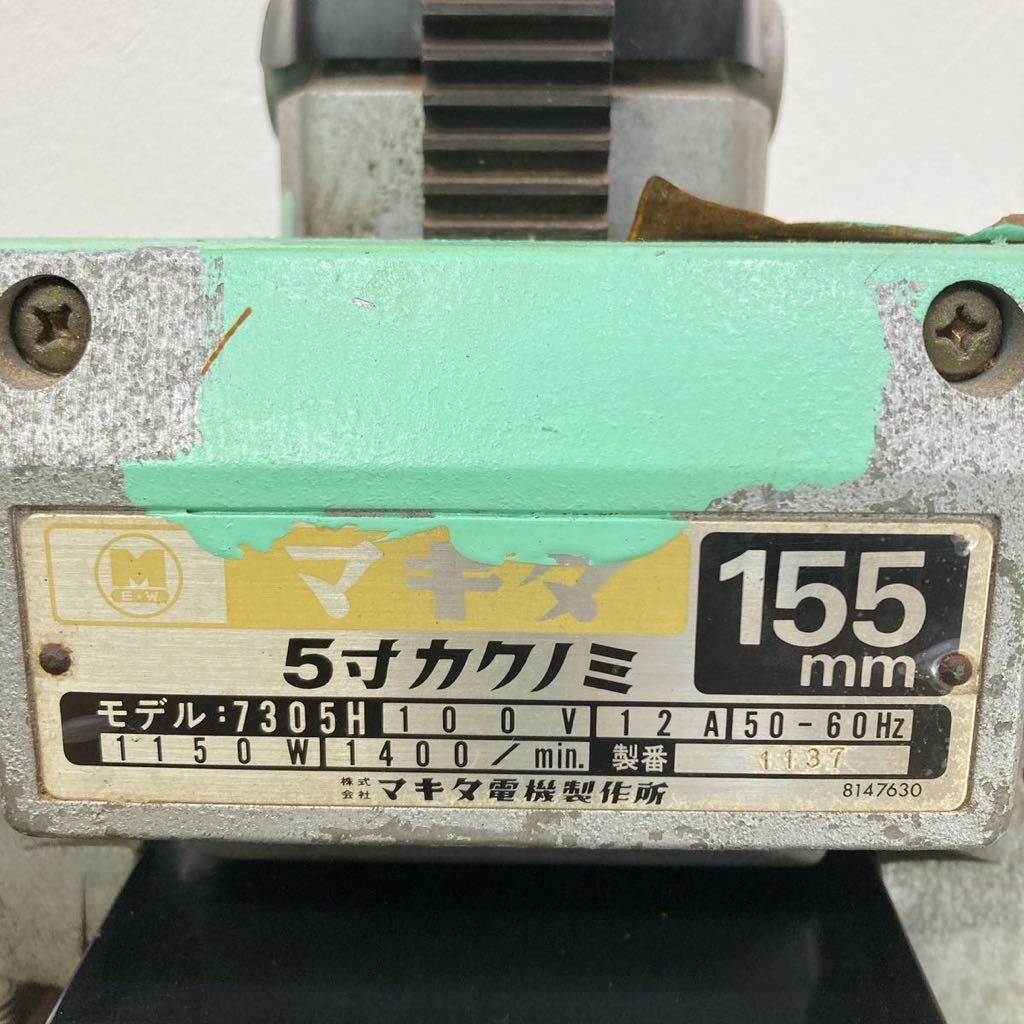 M
E・W
マキタ
155
mm
5寸カクノミ
モデル:7305H 100V 12A 50-60Hz
1150W 1400/min. 製番 1137
株式会社 マキタ電機製作所 8147630